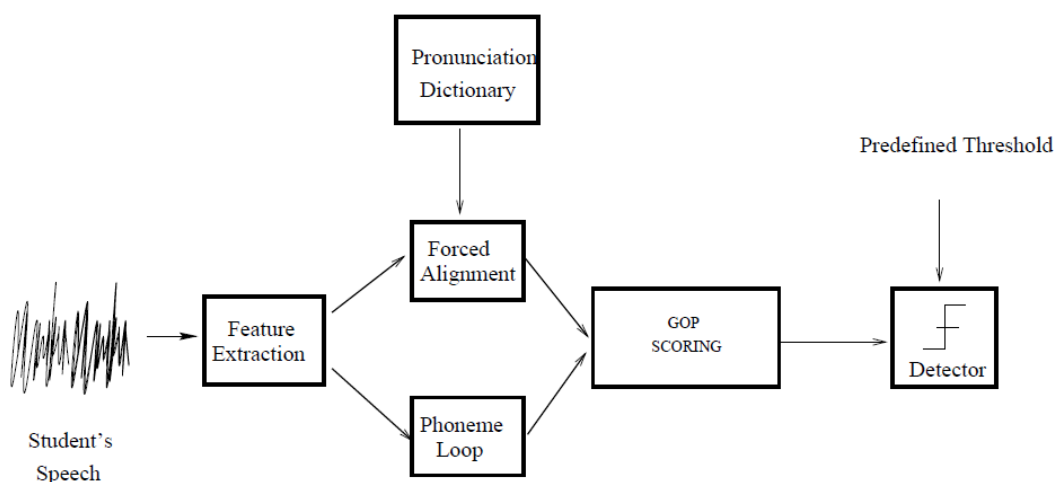 Pronunciation
Dictionary
Predefined Threshold
Forced
Alignment
Feature
Extraction
GOP
SCORING
Detector
Phoneme
Loop
Student’s
Speech